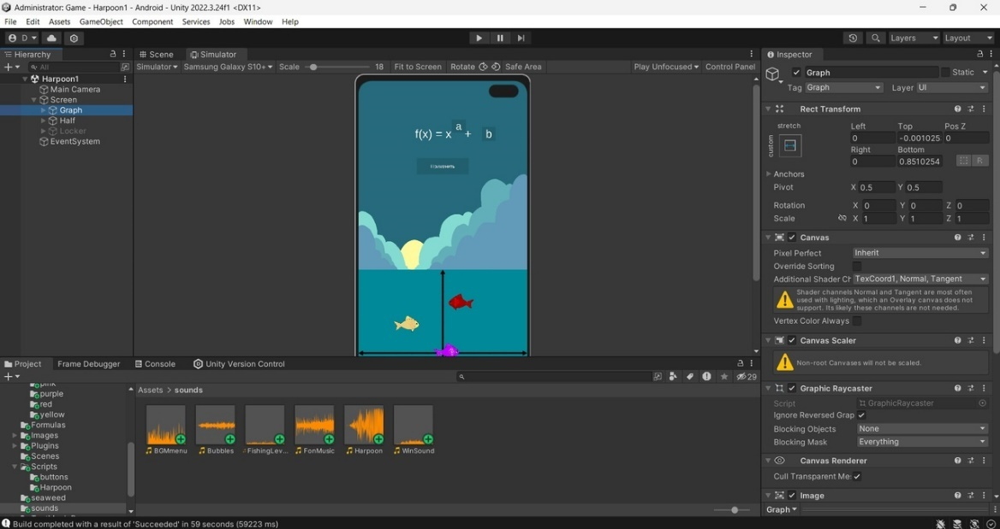 Administrator: Game - Harpoon1 - Android - Unity 2022.3.24f1 <DX11>
File Edit Assets GameObject Component Services Jobs Window Help
D Layers Layout
Hierarchy
All
Harpoon1
Main Camera
Screen
Graph
Half
Locker
EventSystem
Scene Simulator
Simulator Samsung Galaxy S10+ Scale 18 Fit to Screen Rotate Safe Area Play Unfocused Control Panel
f(x) = x a + b
Inspector
Graph Static
Tag Graph Layer UI
Rect Transform
stretch
custom
Left Top Pos Z
0 -0.001025 0
Right Bottom
0 0.8510254 R
Anchors
Pivot X 0.5 Y 0.5
Rotation X 0 Y 0 Z 0
Scale X 1 Y 1 Z 1
Canvas
Pixel Perfect Inherit
Override Sorting
Additional Shader Ch TexCoord1, Normal, Tangent
Shader channels Normal and Tangent are most often
used with lighting, which an Overlay canvas does not
support. Its likely these channels are not needed.
Vertex Color Always
Canvas Scaler
Non-root Canvases will not be scaled.
Graphic Raycaster
Script GraphicRaycaster
Ignore Reversed Grap
Blocking Objects None
Blocking Mask Everything
Canvas Renderer
Cull Transparent Me:
Image
Graph
Project Frame Debugger Console Unity Version Control
29
pink
purple
red
yellow
Formulas
Images
Plugins
Scenes
Scripts
buttons
Harpoon
seaweed
sounds
Assets > sounds
BGMmenu Bubbles FishingLev... FonMusic Harpoon WinSound
Build completed with a result of 'Succeeded' in 59 seconds (59223 ms)